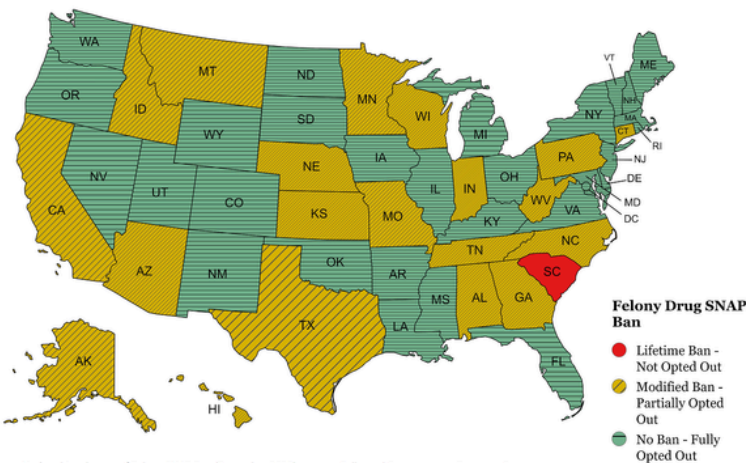 WA
MT
ND
MN
VT
ME
OR
ID
WI
NH
SD
NY
MA
WY
MI
CT
RI
IA
PA
NJ
NE
NV
OH
IL
IN
DE
UT
CA
CO
WV
MD
VA
KS
MO
KY
DC
NC
TN
AZ
OK
NM
AR
SC
MS
AL
GA
TX
LA
FL
AK
HI
Felony Drug SNAP
Ban
Lifetime Ban -
Not Opted Out
Modified Ban -
Partially Opted
Out
No Ban - Fully
Opted Out